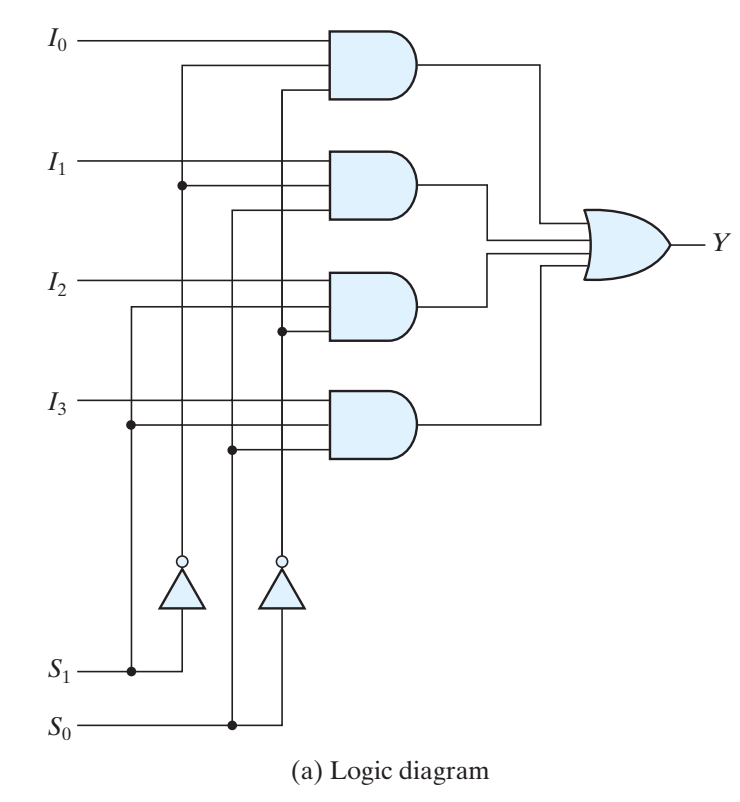 I₀
I₁
I₂
Y
I₃
S₁
S₀
(a) Logic diagram